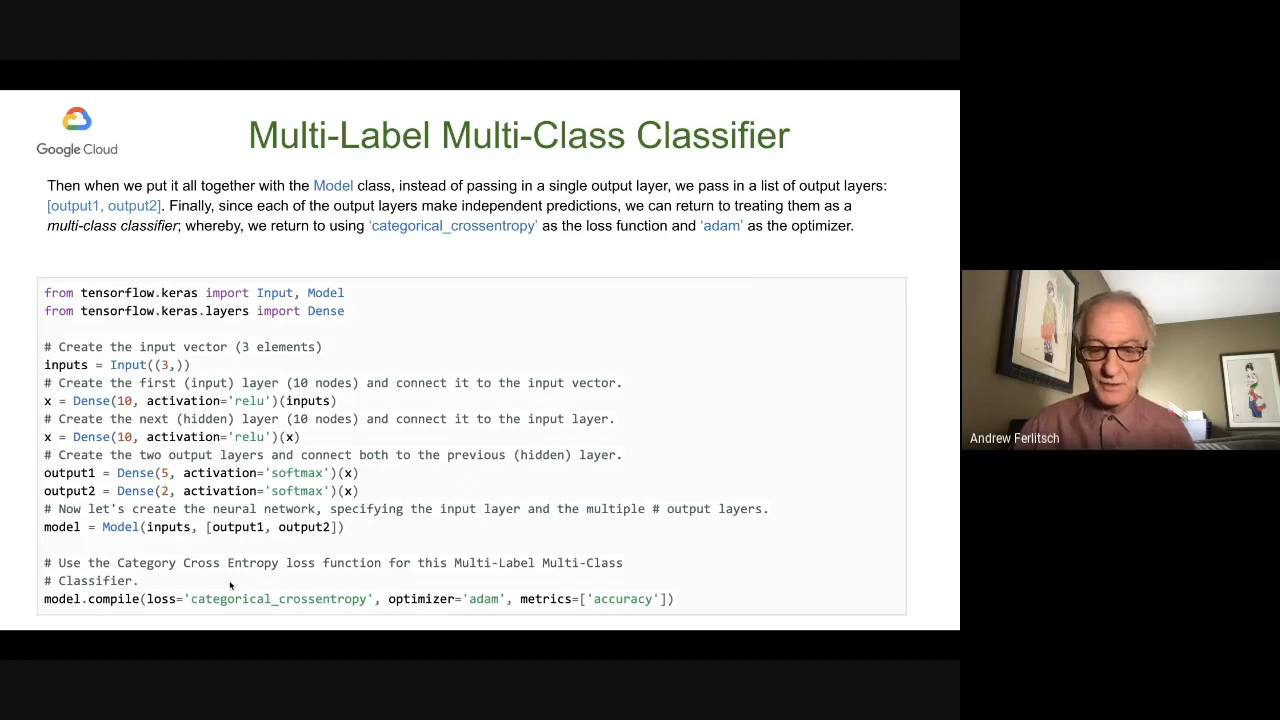 Google Cloud
Multi-Label Multi-Class Classifier
Then when we put it all together with the Model class, instead of passing in a single output layer, we pass in a list of output layers:
[output1, output2]. Finally, since each of the output layers make independent predictions, we can return to treating them as a
multi-class classifier; whereby, we return to using ‘categorical_crossentropy’ as the loss function and ‘adam’ as the optimizer.
from tensorflow.keras import Input, Model
from tensorflow.keras.layers import Dense
# Create the input vector (3 elements)
inputs = Input((3,))
# Create the first (input) layer (10 nodes) and connect it to the input vector.
x = Dense(10, activation='relu')(inputs)
# Create the next (hidden) layer (10 nodes) and connect it to the input layer.
x = Dense(10, activation='relu')(x)
# Create the two output layers and connect both to the previous (hidden) layer.
output1 = Dense(5, activation='softmax')(x)
output2 = Dense(2, activation='softmax')(x)
# Now let's create the neural network, specifying the input layer and the multiple # output layers.
model = Model(inputs, [output1, output2])
# Use the Category Cross Entropy loss function for this Multi-Label Multi-Class
# Classifier.
model.compile(loss='categorical_crossentropy', optimizer='adam', metrics=['accuracy'])
Andrew Ferlitsch